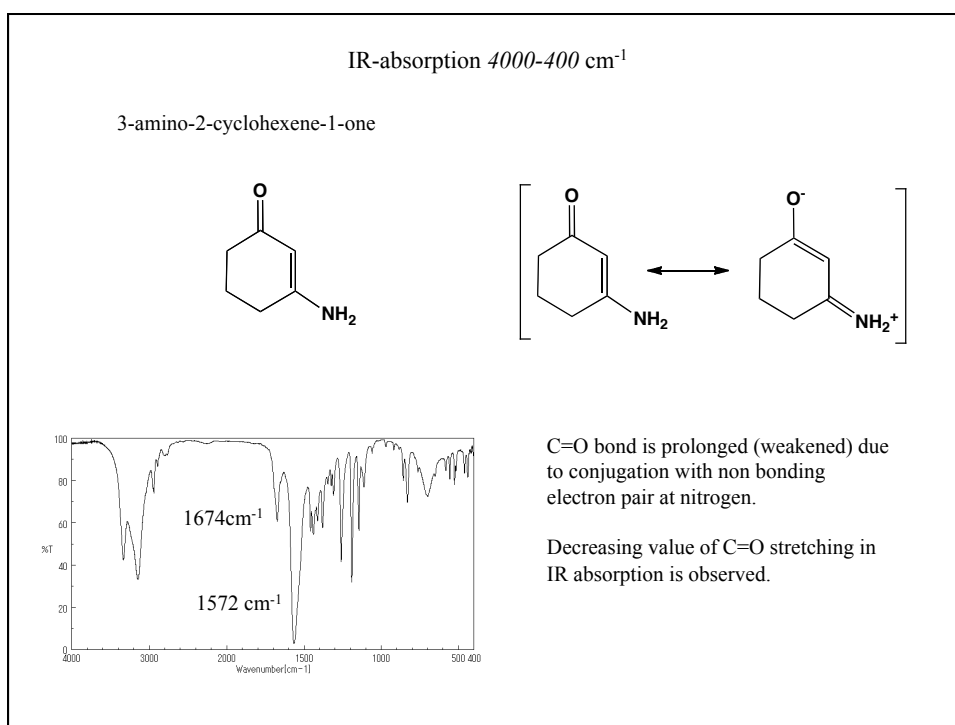 IR-absorption 4000-400 cm-1
3-amino-2-cyclohexene-1-one
O
NH2
O
NH2
O-
NH2+
100
80
60
%T
40
20
0
1674cm-1
1572 cm-1
4000 3000 2000 1500 1000 500 400
Wavenumber[cm-1]
C=O bond is prolonged (weakened) due
to conjugation with non bonding
electron pair at nitrogen.
Decreasing value of C=O stretching in
IR absorption is observed.